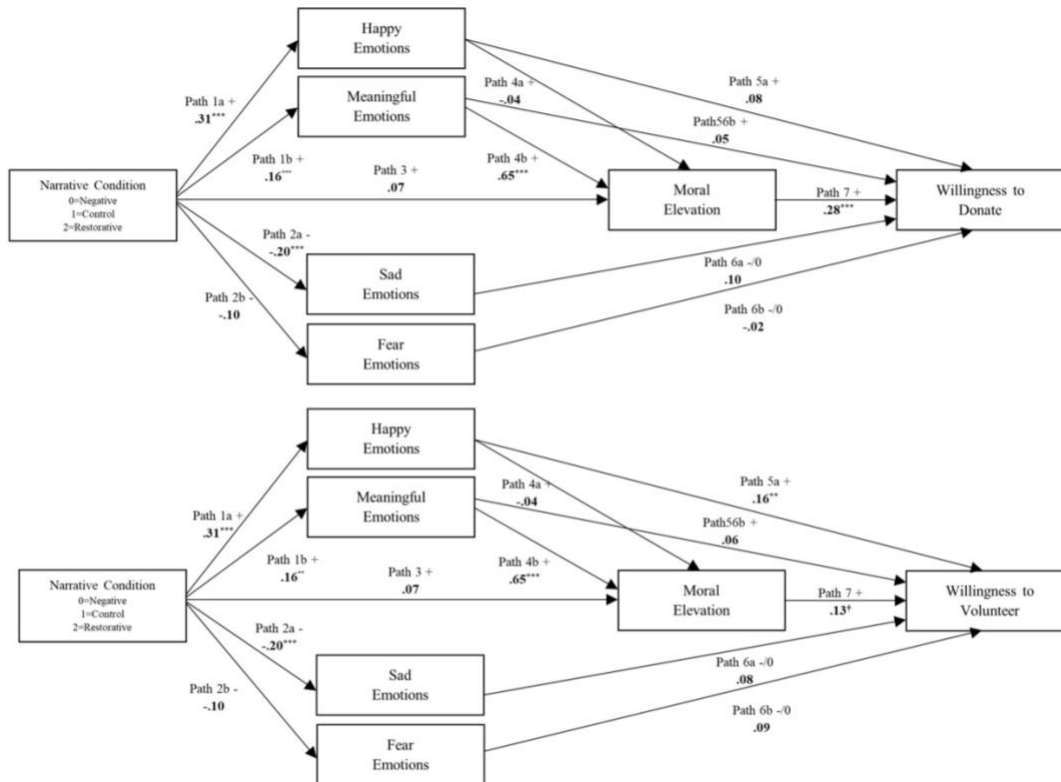 Happy
Emotions
Path 1a +
.31***
Meaningful
Emotions
Path 4a +
-.04
Path 5a +
.08
Path56b +
.05
Path 1b +
.16***
Path 3 +
.07
Path 4b +
.65***
Narrative Condition
0=Negative
1=Control
2=Restorative
Moral
Elevation
Path 7 +
.28***
Willingness to
Donate
Path 2a -
-.20***
Sad
Emotions
Path 6a -/0
.10
Path 2b -
-.10
Fear
Emotions
Path 6b -/0
-.02
Happy
Emotions
Path 1a +
.31***
Meaningful
Emotions
Path 4a +
-.04
Path 5a +
.16**
Path56b +
.06
Path 1b +
.16**
Path 3 +
.07
Path 4b +
.65***
Narrative Condition
0=Negative
1=Control
2=Restorative
Moral
Elevation
Path 7 +
.13†
Willingness to
Volunteer
Path 2a -
-.20***
Sad
Emotions
Path 6a -/0
.08
Path 2b -
-.10
Fear
Emotions
Path 6b -/0
.09